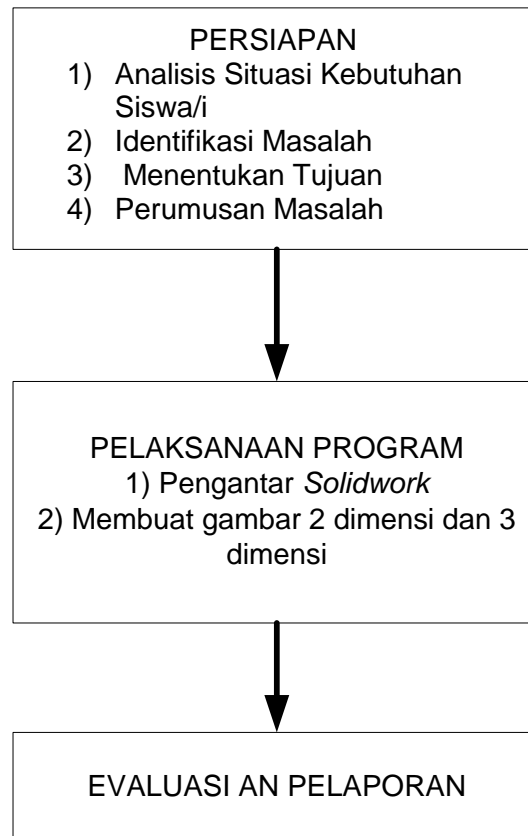 PERSIAPAN
1) Analisis Situasi Kebutuhan
Siswa/i
2) Identifikasi Masalah
3) Menentukan Tujuan
4) Perumusan Masalah
PELAKSANAAN PROGRAM
1) Pengantar Solidwork
2) Membuat gambar 2 dimensi dan 3
dimensi
EVALUASI AN PELAPORAN